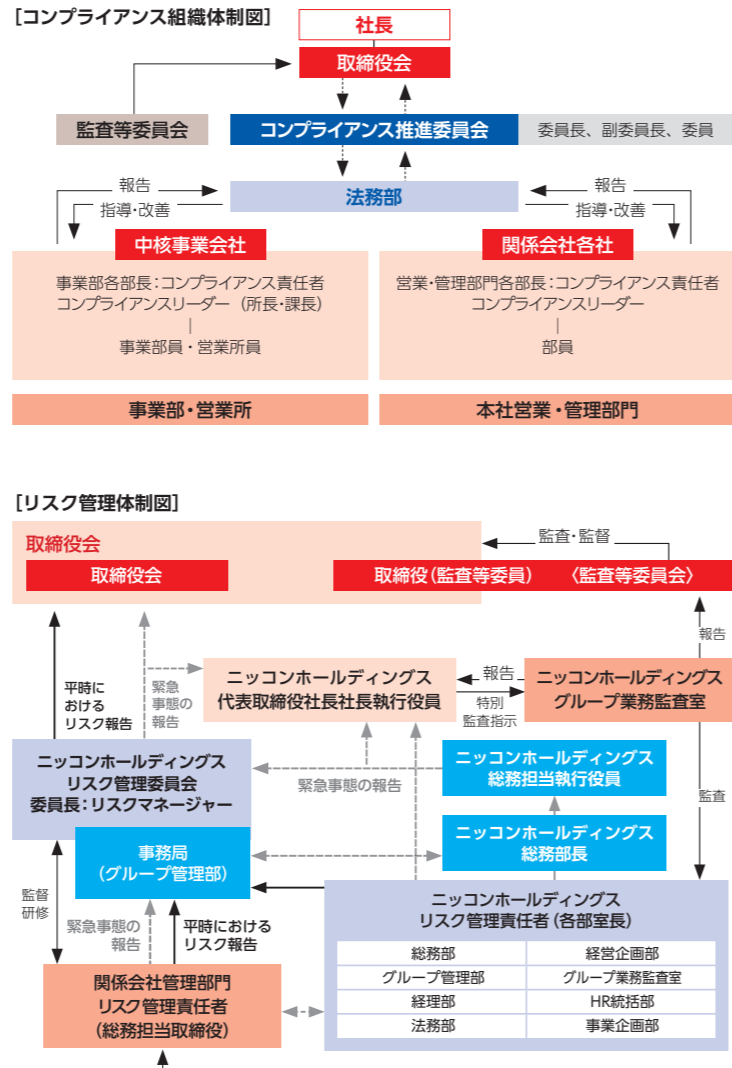 [コンプライアンス組織体制図]
社長
取締役会
監査等委員会
コンプライアンス推進委員会
委員長、副委員長、委員
法務部
報告
指導・改善
報告
指導・改善
中核事業会社
事業部各部長：コンプライアンス責任者
コンプライアンスリーダー（所長・課長）
事業部員・営業所員
関係会社各社
営業・管理部門各部長：コンプライアンス責任者
コンプライアンスリーダー
部員
事業部・営業所
本社営業・管理部門
[リスク管理体制図]
取締役会
監査・監督
取締役会
取締役（監査等委員）
〈監査等委員会〉
報告
平時に
おける
リスク報告
緊急
事態の
報告
ニッコンホールディングス
代表取締役社長社長執行役員
報告
特別
監査指示
ニッコンホールディングス
グループ業務監査室
ニッコンホールディングス
リスク管理委員会
委員長：リスクマネージャー
緊急事態の報告
ニッコンホールディングス
総務担当執行役員
監査
事務局
（グループ管理部）
ニッコンホールディングス
総務部長
監督
研修
緊急事態の
報告
平時における
リスク報告
ニッコンホールディングス
リスク管理責任者（各部室長）
総務部
経営企画部
グループ管理部
グループ業務監査室
経理部
HR統括部
法務部
事業企画部
関係会社管理部門
リスク管理責任者
（総務担当取締役）